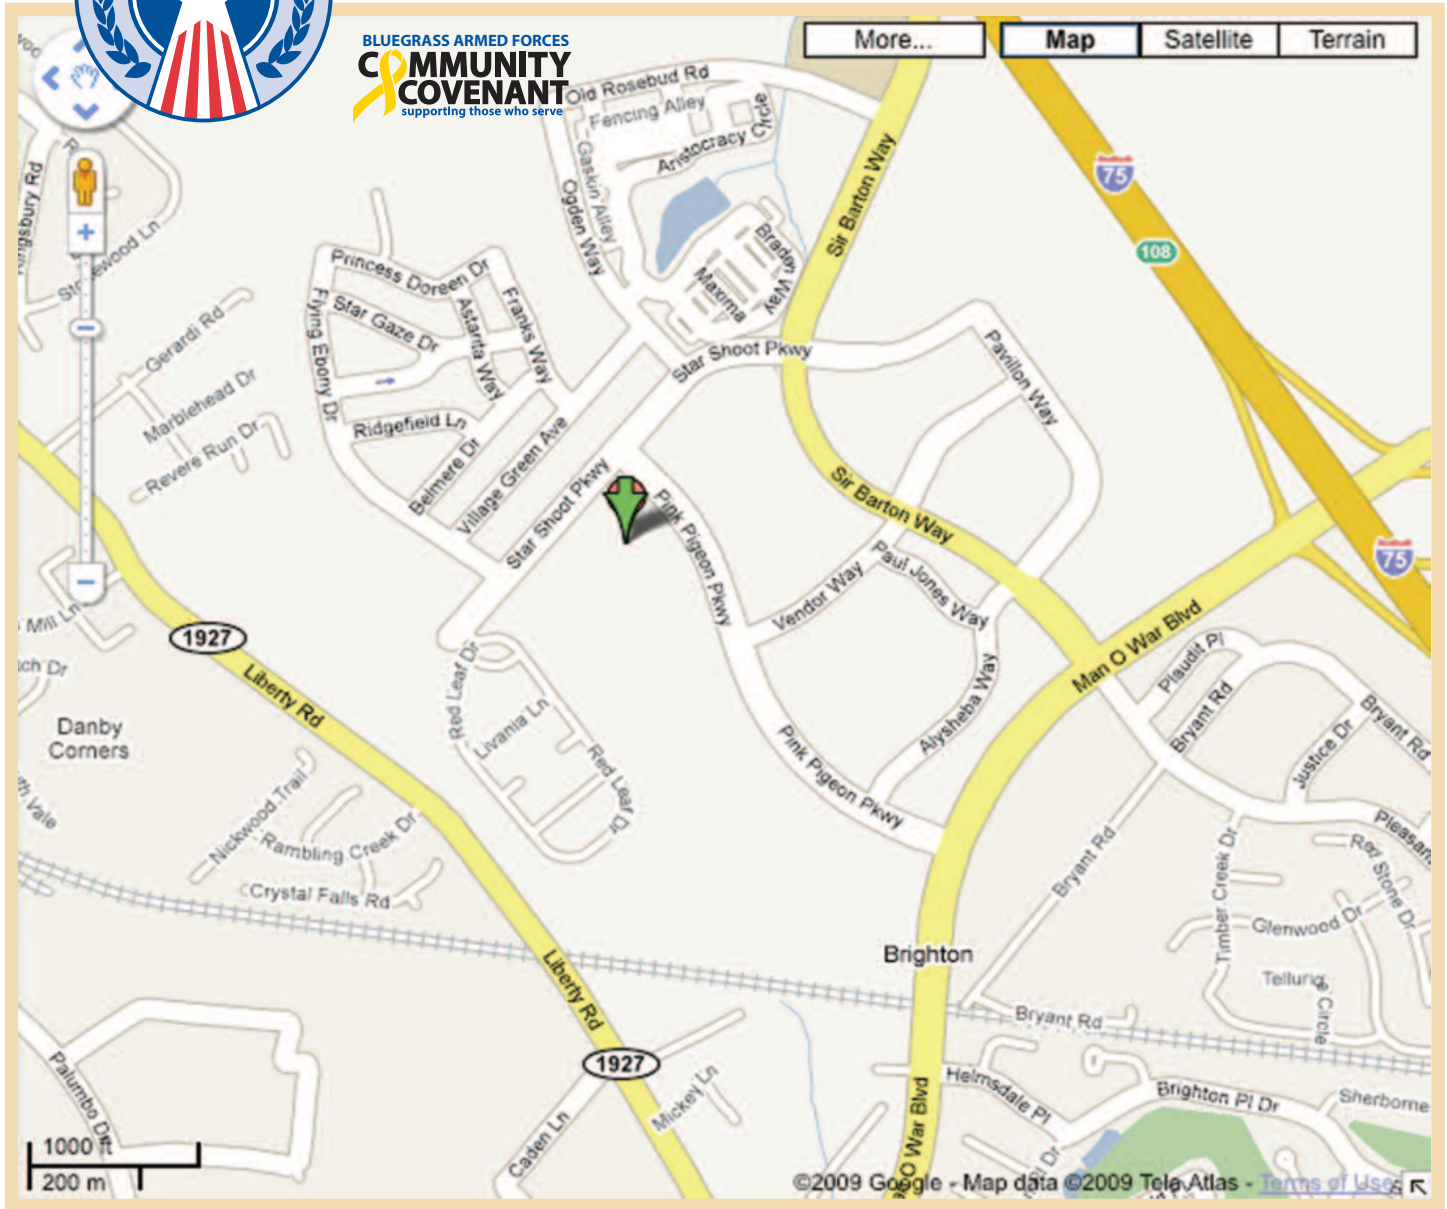 BLUEGRASS ARMED FORCES
COMMUNITY
COVENANT
supporting those who serve
More...
Map
Satellite
Terrain
Old Rosebud Rd
Fencing Alley
Aristocracy Circle
Gaskin Alley
Ogden Way
Sir Barton Way
75
108
Kingsbury Rd
Princess Doreen Dr
Braden Way
Maxima
Flying Ebony Dr
Star Gaze Dr
Astarita Way
Franks Way
Gerardi Rd
Star Shoot Pkwy
Pavilion Way
Marblehead Dr
Ridgefield Ln
Revere Run Dr
Belmere Dr
Village Green Ave
Star Shoot Pkwy
Pink Pigeon Pkwy
Sir Barton Way
Paul Jones Way
Vendor Way
75
Mill Ln
1927
Man O War Blvd
Plaudit Pl
Liberty Rd
Red Leaf Dr
Livania Ln
Alysheba Way
Bryant Rd
Bryant Rd
Justice Dr
Danby
Corners
Red Leaf Dr
Pink Pigeon Pkwy
Nickwood Trail
Rambling Creek Dr
Crystal Falls Rd
Bryant Rd
Timber Creek Dr
Red Stone Dr
Glenwood Dr
Brighton
Liberty Rd
Circle
Bryant Rd
1927
Palumbo Dr
Mickey Ln
Caden Ln
Helmsdale Pl
Brighton Pl Dr
Sherborne
O War Blvd
1000 ft
200 m
©2009 Google - Map data ©2009 Tele Atlas - Terms of Use